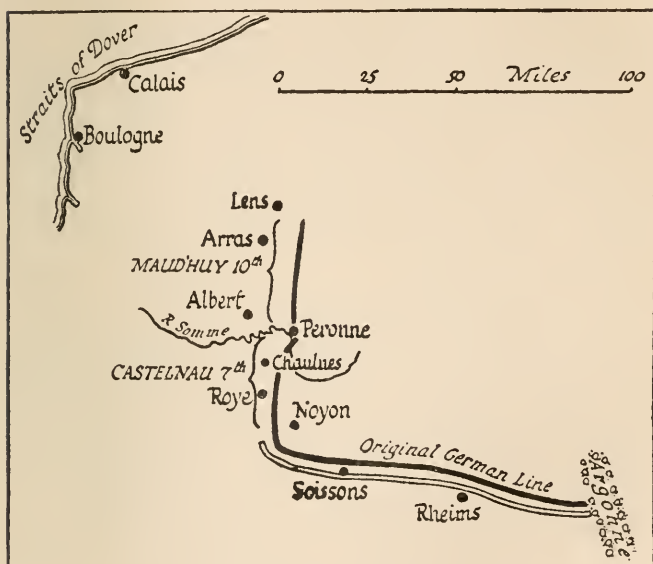 Straits of Dover
Calais
0 25 50 Miles 100
Boulogne
Lens
Arras
MAUD'HUY 10th
Albert
R Somme
Peronne
Chaulnes
CASTELNAU 7th
Roye
Noyon
Original German Line
Soissons
Rheims
Argonne